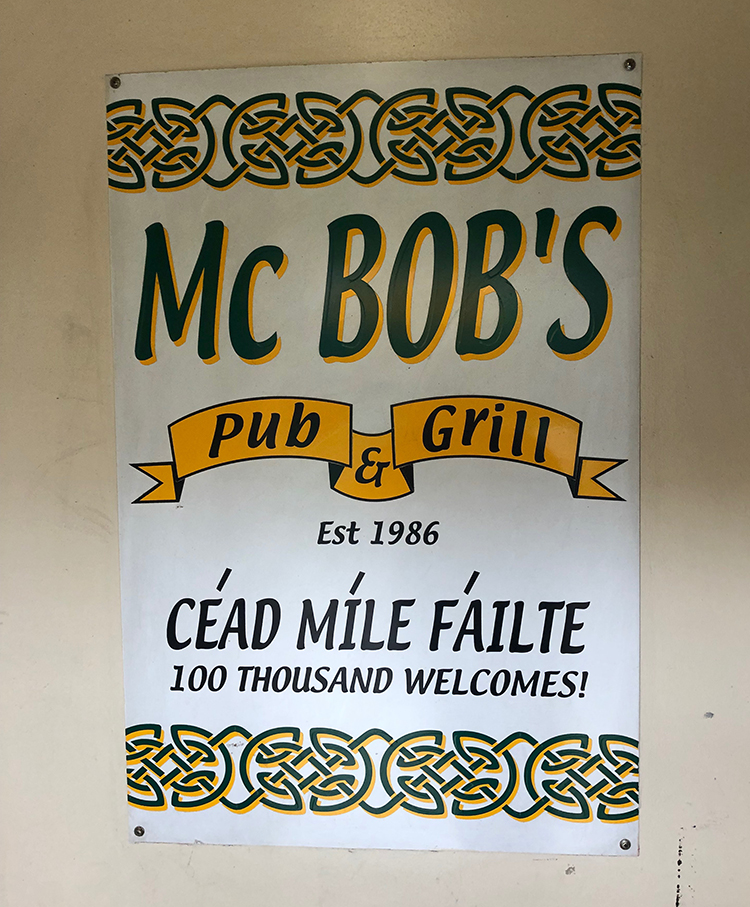 Mc BOB'S
Pub & Grill
Est 1986
CÉAD MÍLE FÁILTE
100 THOUSAND WELCOMES!